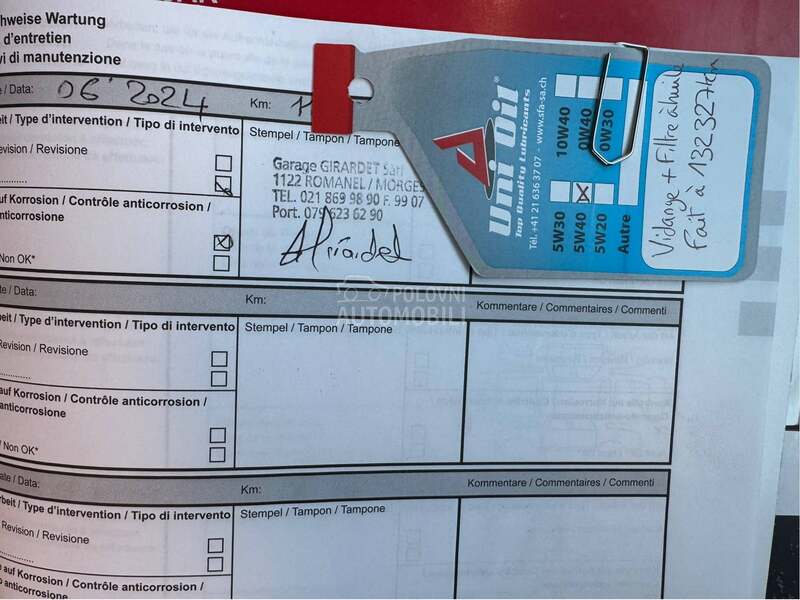 hweise Wartung
d'entretien
vi di manutenzione
/ Data: 06' 2024 Km:
eit / Type d'intervention / Tipo di intervento
evision / Revisione
Stempel / Tampon / Tampone
Garage GIRARDET Sàrl
1122 ROMANEL / MORGES
TEL. 021 869 98 90 F. 99 07
Port. 079 623 62 90
AGirardet
auf Korrosion / Contrôle anticorrosion /
anticorrosione
Non OK*
Uni Oil®
Top Quality Lubricants
Tél. +41 21 636 37 07 - www.sfa-sa.ch
10W40
0W40
0W30
5W30
5W40
5W20
Autre
Vidange + Filtre à huile
Fait à 132327km
POLOVNI
AUTOMOBILI
te / Data: Km: Kommentare / Commentaires / Commenti
beit / Type d'intervention / Tipo di intervento
Revision / Revisione
Stempel / Tampon / Tampone
auf Korrosion / Contrôle anticorrosion /
anticorrosione
/ Non OK*
ate / Data: Km: Kommentare / Commentaires / Commenti
rbeit / Type d'intervention / Tipo di intervento
Revision / Revisione
Stempel / Tampon / Tampone
e auf Korrosion / Contrôle anticorrosion /
anticorrosione